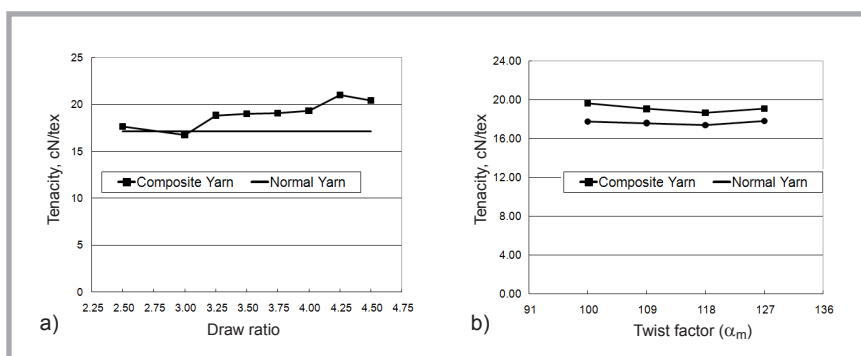 25
20
15
10
5
0
Tenacity, cN/tex
Composite Yarn Normal Yarn
2.25 2.50 2.75 3.00 3.25 3.50 3.75 4.00 4.25 4.50 4.75
a) Draw ratio
24.00
20.00
16.00
12.00
8.00
4.00
0.00
Tenacity, cN/tex
Composite Yarn Normal Yarn
91 100 109 118 127 136
b) Twist factor (αm)